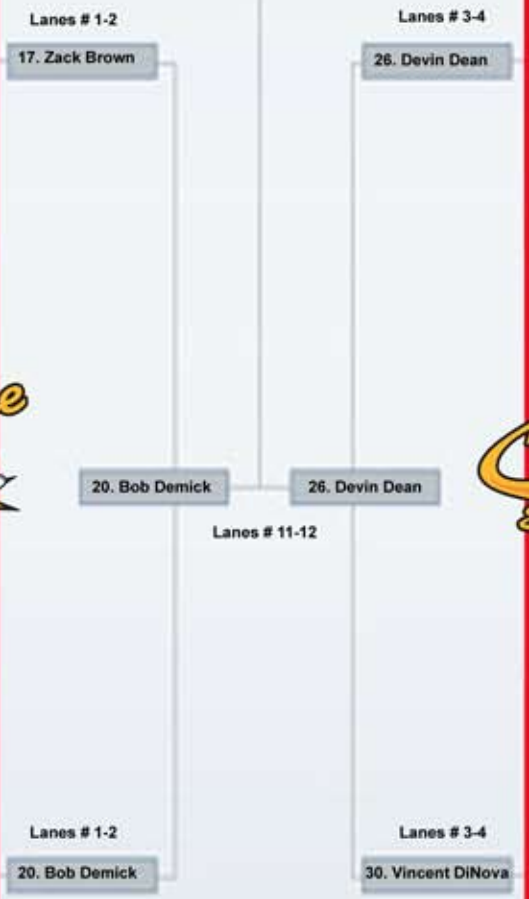 Lanes # 1-2
Lanes # 3-4
17. Zack Brown
26. Devin Dean
e
20. Bob Demick
26. Devin Dean
Lanes # 11-12
Lanes # 1-2
Lanes # 3-4
20. Bob Demick
30. Vincent DiNova